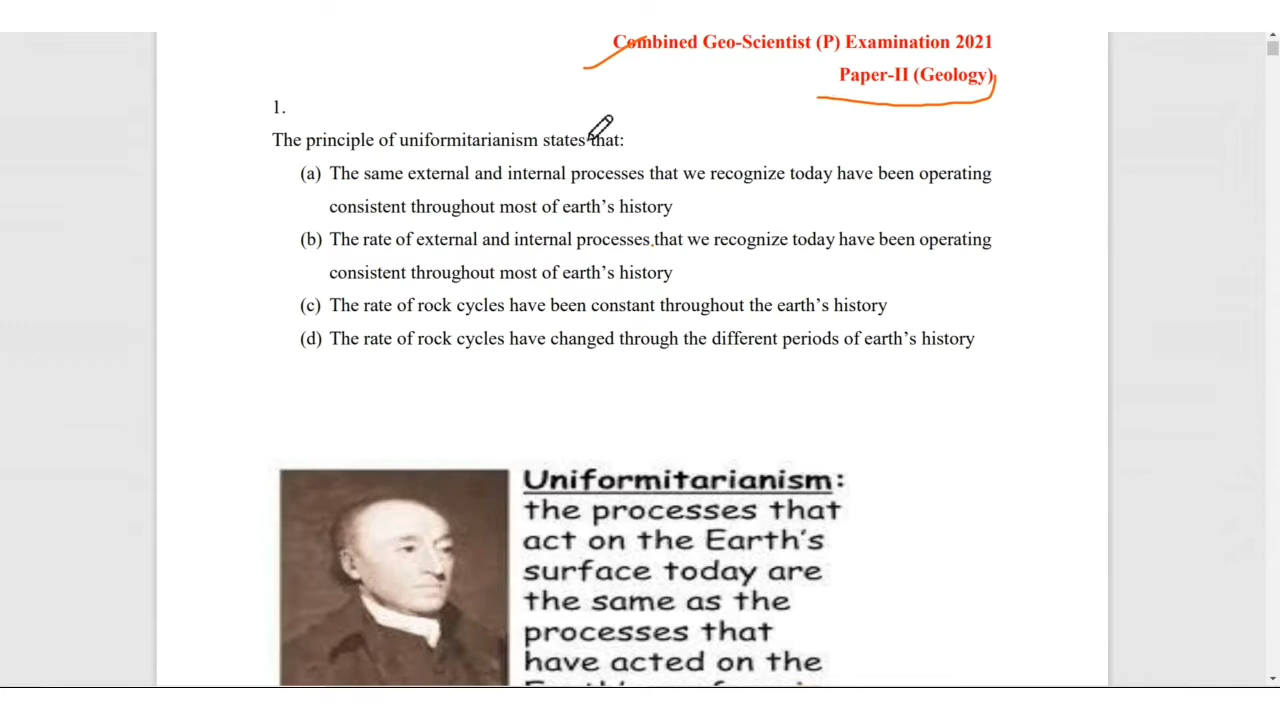 Combined Geo-Scientist (P) Examination 2021
Paper-II (Geology)
1.
The principle of uniformitarianism states that:
(a) The same external and internal processes that we recognize today have been operating
consistent throughout most of earth’s history
(b) The rate of external and internal processes that we recognize today have been operating
consistent throughout most of earth’s history
(c) The rate of rock cycles have been constant throughout the earth’s history
(d) The rate of rock cycles have changed through the different periods of earth’s history
Uniformitarianism:
the processes that
act on the Earth’s
surface today are
the same as the
processes that
have acted on the